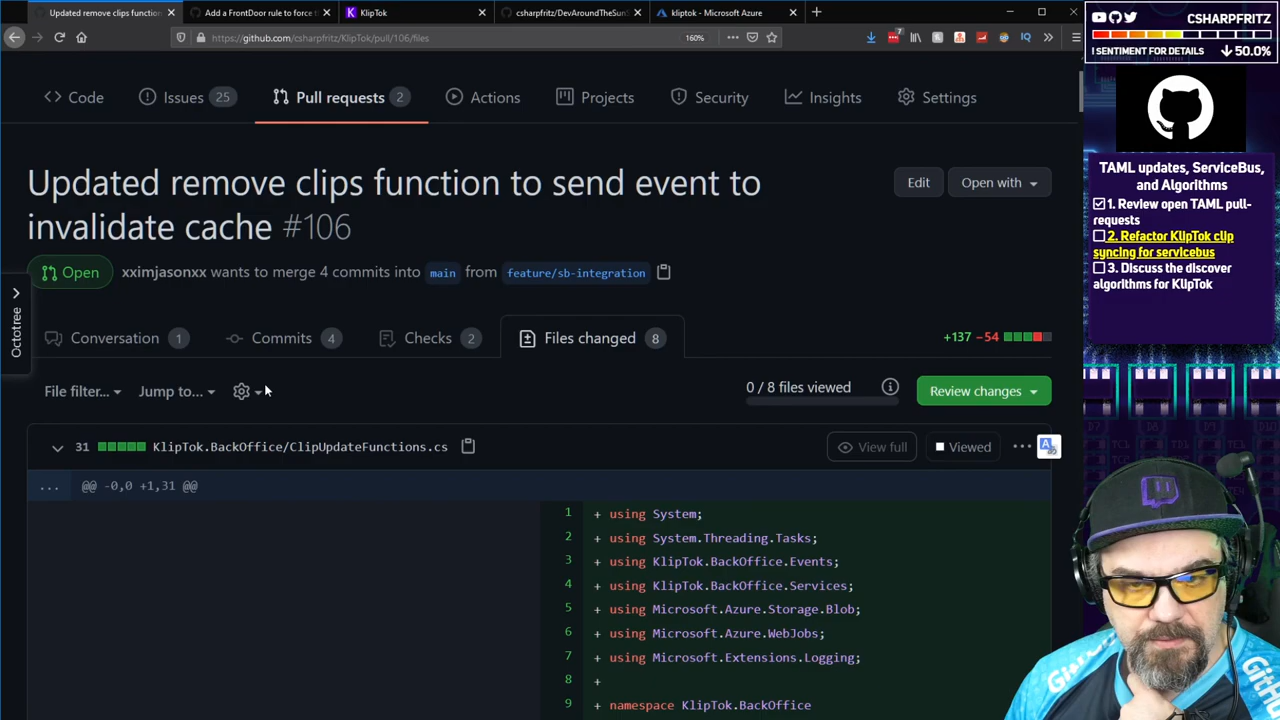 Updated remove clips function
Add a FrontDoor rule to force t
KlipTok
csharpfritz/DevAroundTheSun
kliptok - Microsoft Azure
https://github.com/csharpfritz/KlipTok/pull/106/files
160%
Code
Issues 25
Pull requests 2
Actions
Projects
Security
Insights
Settings
Updated remove clips function to send event to
invalidate cache #106
Edit
Open with
Open
xximjasonxx wants to merge 4 commits into main from feature/sb-integration
Octotree
Conversation 1
Commits 4
Checks 2
Files changed 8
+137 −54
File filter...
Jump to...
0 / 8 files viewed
Review changes
31 KlipTok.BackOffice/ClipUpdateFunctions.cs
View full
Viewed
... @@ -0,0 +1,31 @@
1 + using System;
2 + using System.Threading.Tasks;
3 + using KlipTok.BackOffice.Events;
4 + using KlipTok.BackOffice.Services;
5 + using Microsoft.Azure.Storage.Blob;
6 + using Microsoft.Azure.WebJobs;
7 + using Microsoft.Extensions.Logging;
8 +
9 + namespace KlipTok.BackOffice
CSHARPFRITZ
! SENTIMENT FOR DETAILS ↓50.0%
TAML updates, ServiceBus,
and Algorithms
1. Review open TAML pull-
requests
2. Refactor KlipTok clip
syncing for servicebus
3. Discuss the discover
algorithms for KlipTok